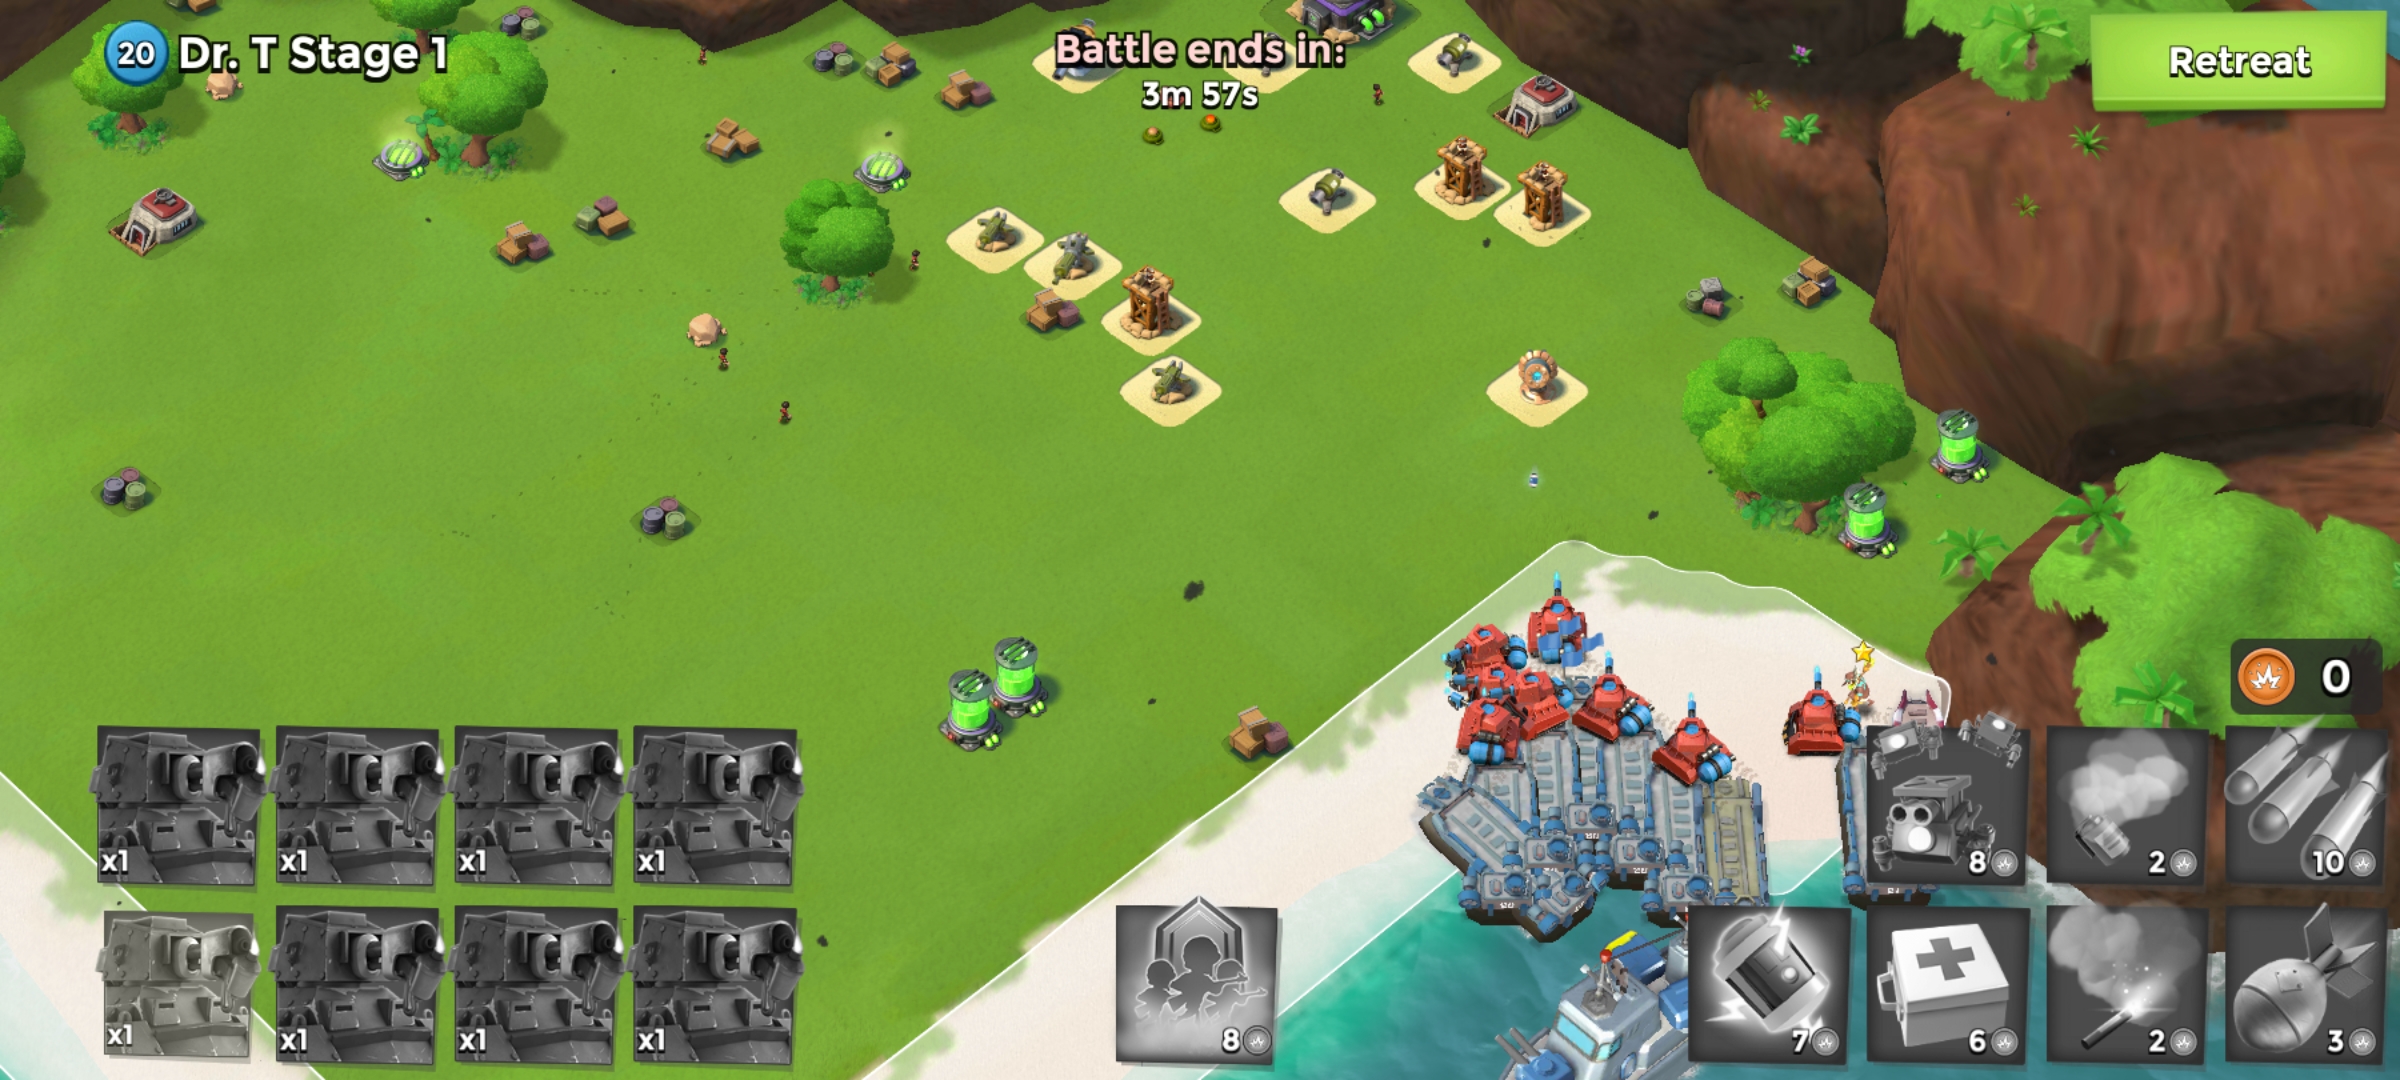 20 Dr. T Stage 1
Battle ends in:
3m 57s
Retreat
0
x1 x1 x1 x1
8 2 10
x1 x1 x1 x1
8 7 6 2 3